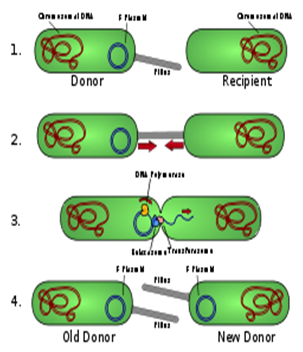 Chromosomal DNA
F Plasmid
Chromosomal DNA
1.
Pilus
Donor
Recipient
2.
DNA Polymerase
3.
Relaxosome
Transferasome
F Plasmid
Pilus
F Plasmid
4.
Pilus
Old Donor
New Donor